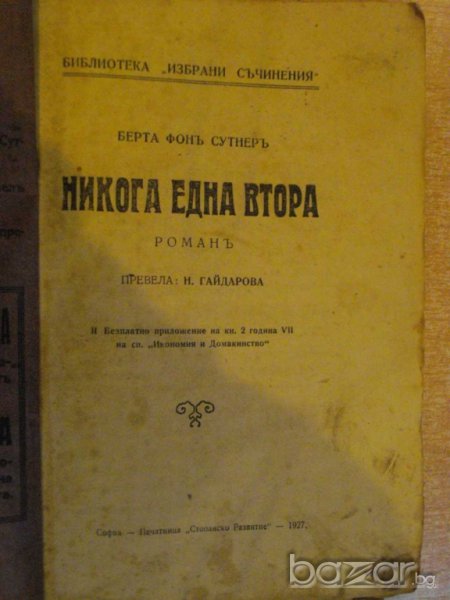 БИБЛИОТЕКА „ИЗБРАНИ СЪЧИНЕНИЯ"
БЕРТА ФОНЪ СУТНЕРЪ
НИКОГА ЕДНА ВТОРА
РОМАНЪ
ПРЕВЕЛА: Н. ГАЙДАРОВА
II Безплатно приложение на кн. 2 година VII
на сп. „Икономия и Домакинство"
София — Печатница „Стопанско Развитие" — 1927.
bazar.bg